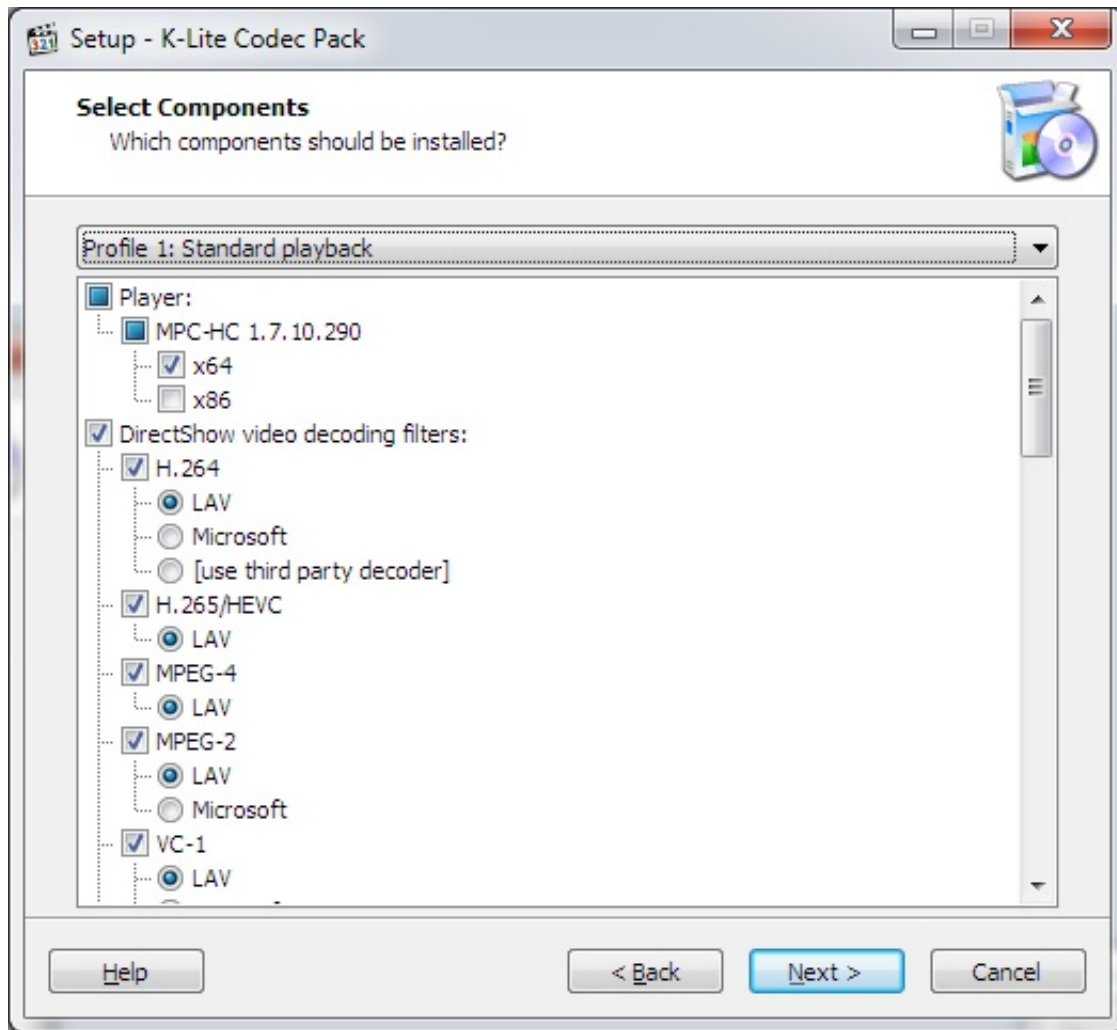 Setup - K-Lite Codec Pack
Select Components
Which components should be installed?
Profile 1: Standard playback
Player:
MPC-HC 1.7.10.290
x64
x86
DirectShow video decoding filters:
H.264
LAV
Microsoft
[use third party decoder]
H.265/HEVC
LAV
MPEG-4
LAV
MPEG-2
LAV
Microsoft
VC-1
LAV
Help
< Back
Next >
Cancel